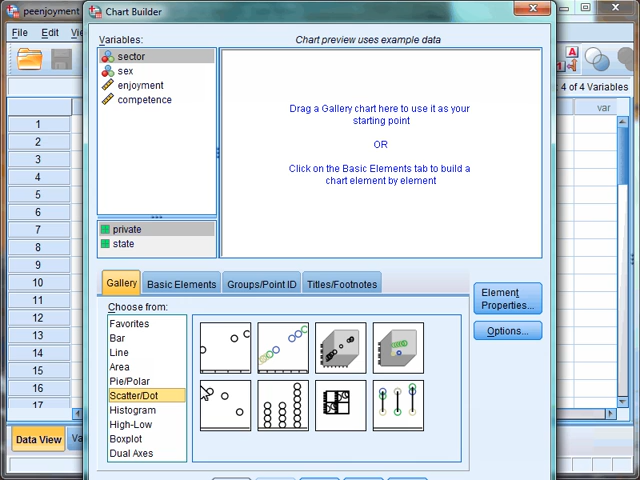 peenjoyment
Chart Builder
File
Edit
4 of 4 Variables
var
Variables:
Chart preview uses example data
sector
sex
enjoyment
competence
private
state
Drag a Gallery chart here to use it as your
starting point
OR
Click on the Basic Elements tab to build a
chart element by element
1
2
3
4
5
6
7
8
9
10
11
12
13
14
15
16
17
Gallery
Basic Elements
Groups/Point ID
Titles/Footnotes
Choose from:
Favorites
Bar
Line
Area
Pie/Polar
Scatter/Dot
Histogram
High-Low
Boxplot
Dual Axes
Element
Properties...
Options...
Data View